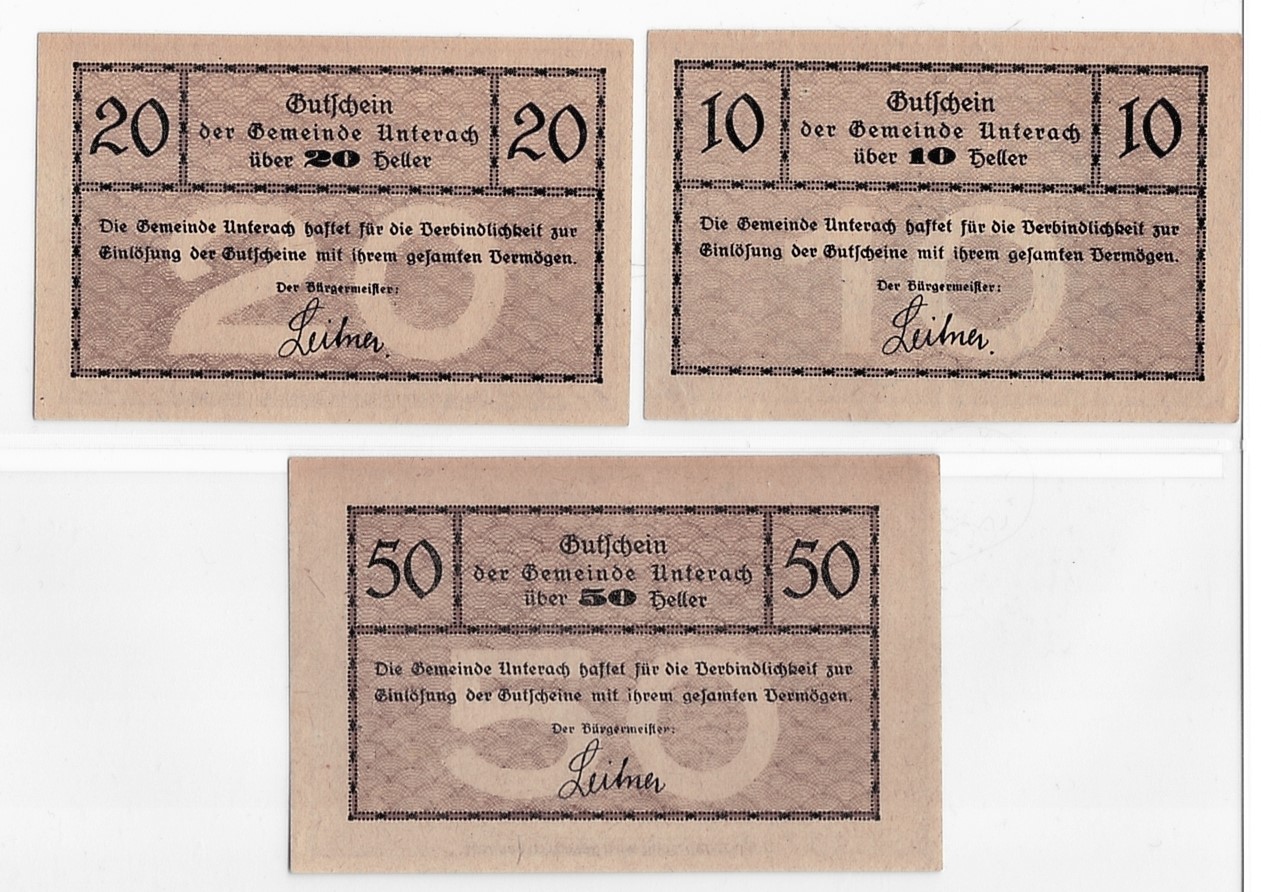 20
Gutschein
der Gemeinde Unterach
über 20 Heller
20
Die Gemeinde Unterach haftet für die Verbindlichkeit zur
Einlösung der Gutscheine mit ihrem gesamten Vermögen.
20
Der Bürgermeister:
Leitner.
10
Gutschein
der Gemeinde Unterach
über 10 Heller
10
Die Gemeinde Unterach haftet für die Verbindlichkeit zur
Einlösung der Gutscheine mit ihrem gesamten Vermögen.
10
Der Bürgermeister:
Leitner.
50
Gutschein
der Gemeinde Unterach
über 50 Heller
50
Die Gemeinde Unterach haftet für die Verbindlichkeit zur
Einlösung der Gutscheine mit ihrem gesamten Vermögen.
50
Der Bürgermeister:
Leitner